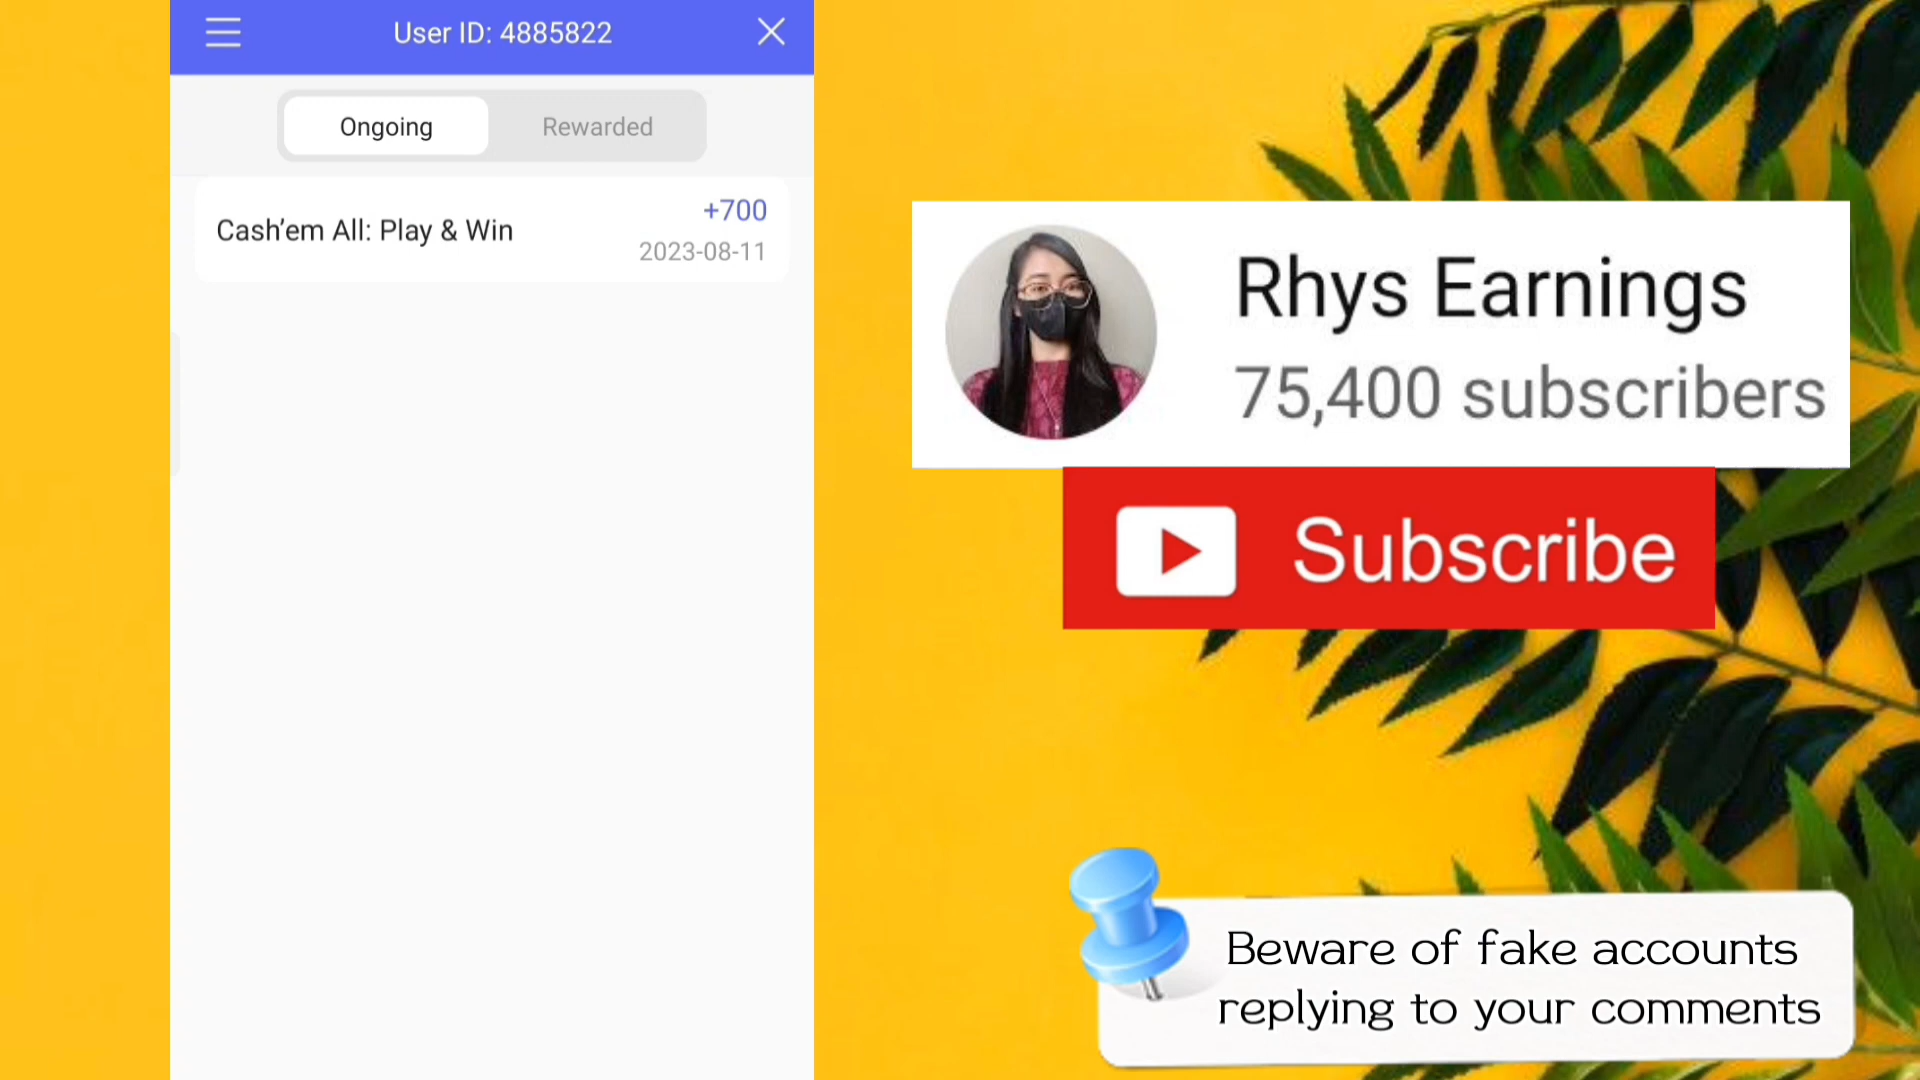 User ID: 4885822
Ongoing
Rewarded
Cash'em All: Play & Win
+700
2023-08-11
Rhys Earnings
75,400 subscribers
Subscribe
Beware of fake accounts
replying to your comments